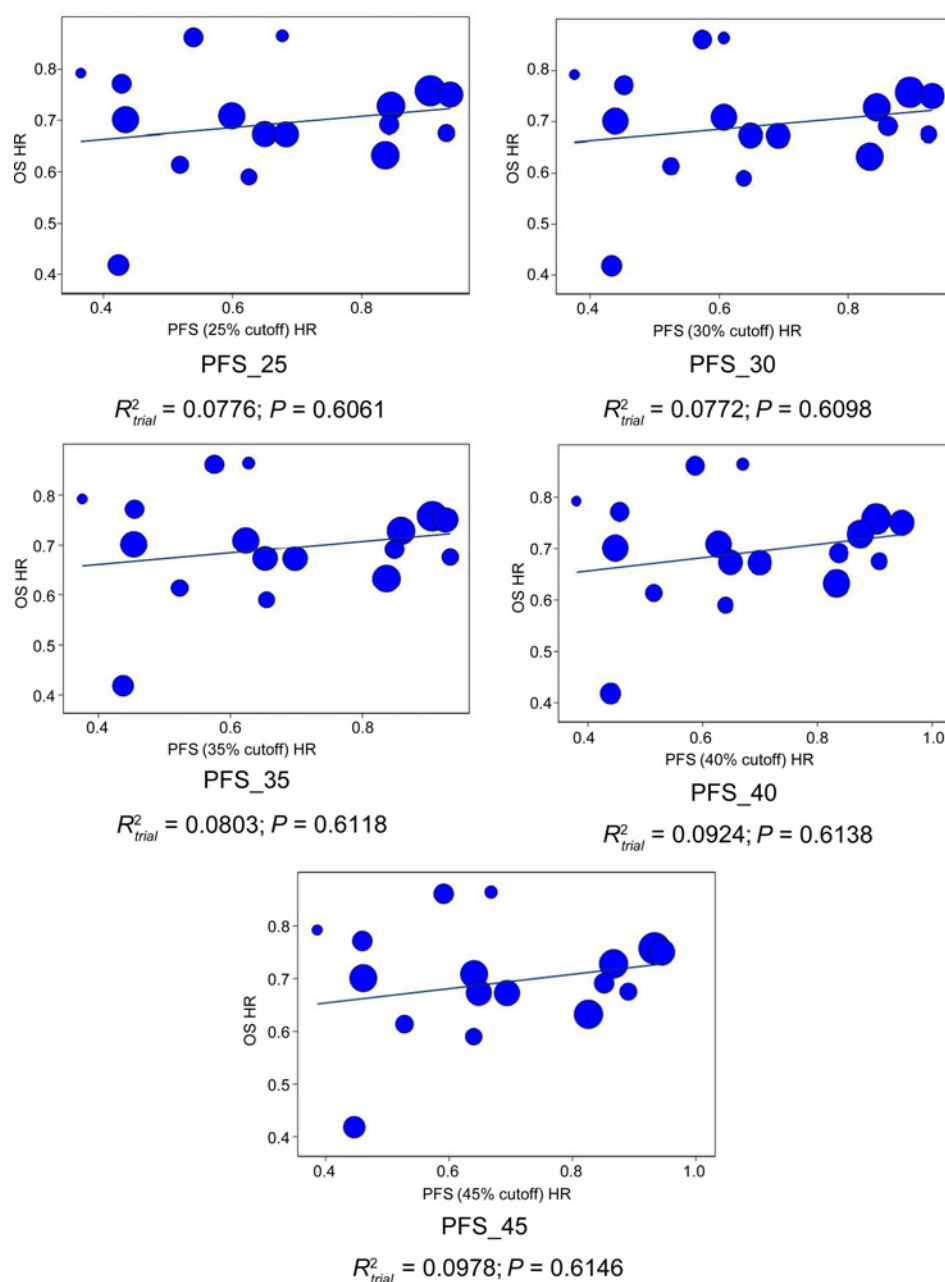 0.8
0.7
0.6
0.5
0.4
OS HR
0.4 0.6 0.8
PFS (25% cutoff) HR
PFS_25
R²trial = 0.0776; P = 0.6061
0.8
0.7
0.6
0.5
0.4
OS HR
0.4 0.6 0.8
PFS (30% cutoff) HR
PFS_30
R²trial = 0.0772; P = 0.6098
0.8
0.7
0.6
0.5
0.4
OS HR
0.4 0.6 0.8
PFS (35% cutoff) HR
PFS_35
R²trial = 0.0803; P = 0.6118
0.8
0.7
0.6
0.5
0.4
OS HR
0.4 0.6 0.8 1.0
PFS (40% cutoff) HR
PFS_40
R²trial = 0.0924; P = 0.6138
0.8
0.7
0.6
0.5
0.4
OS HR
0.4 0.6 0.8 1.0
PFS (45% cutoff) HR
PFS_45
R²trial = 0.0978; P = 0.6146